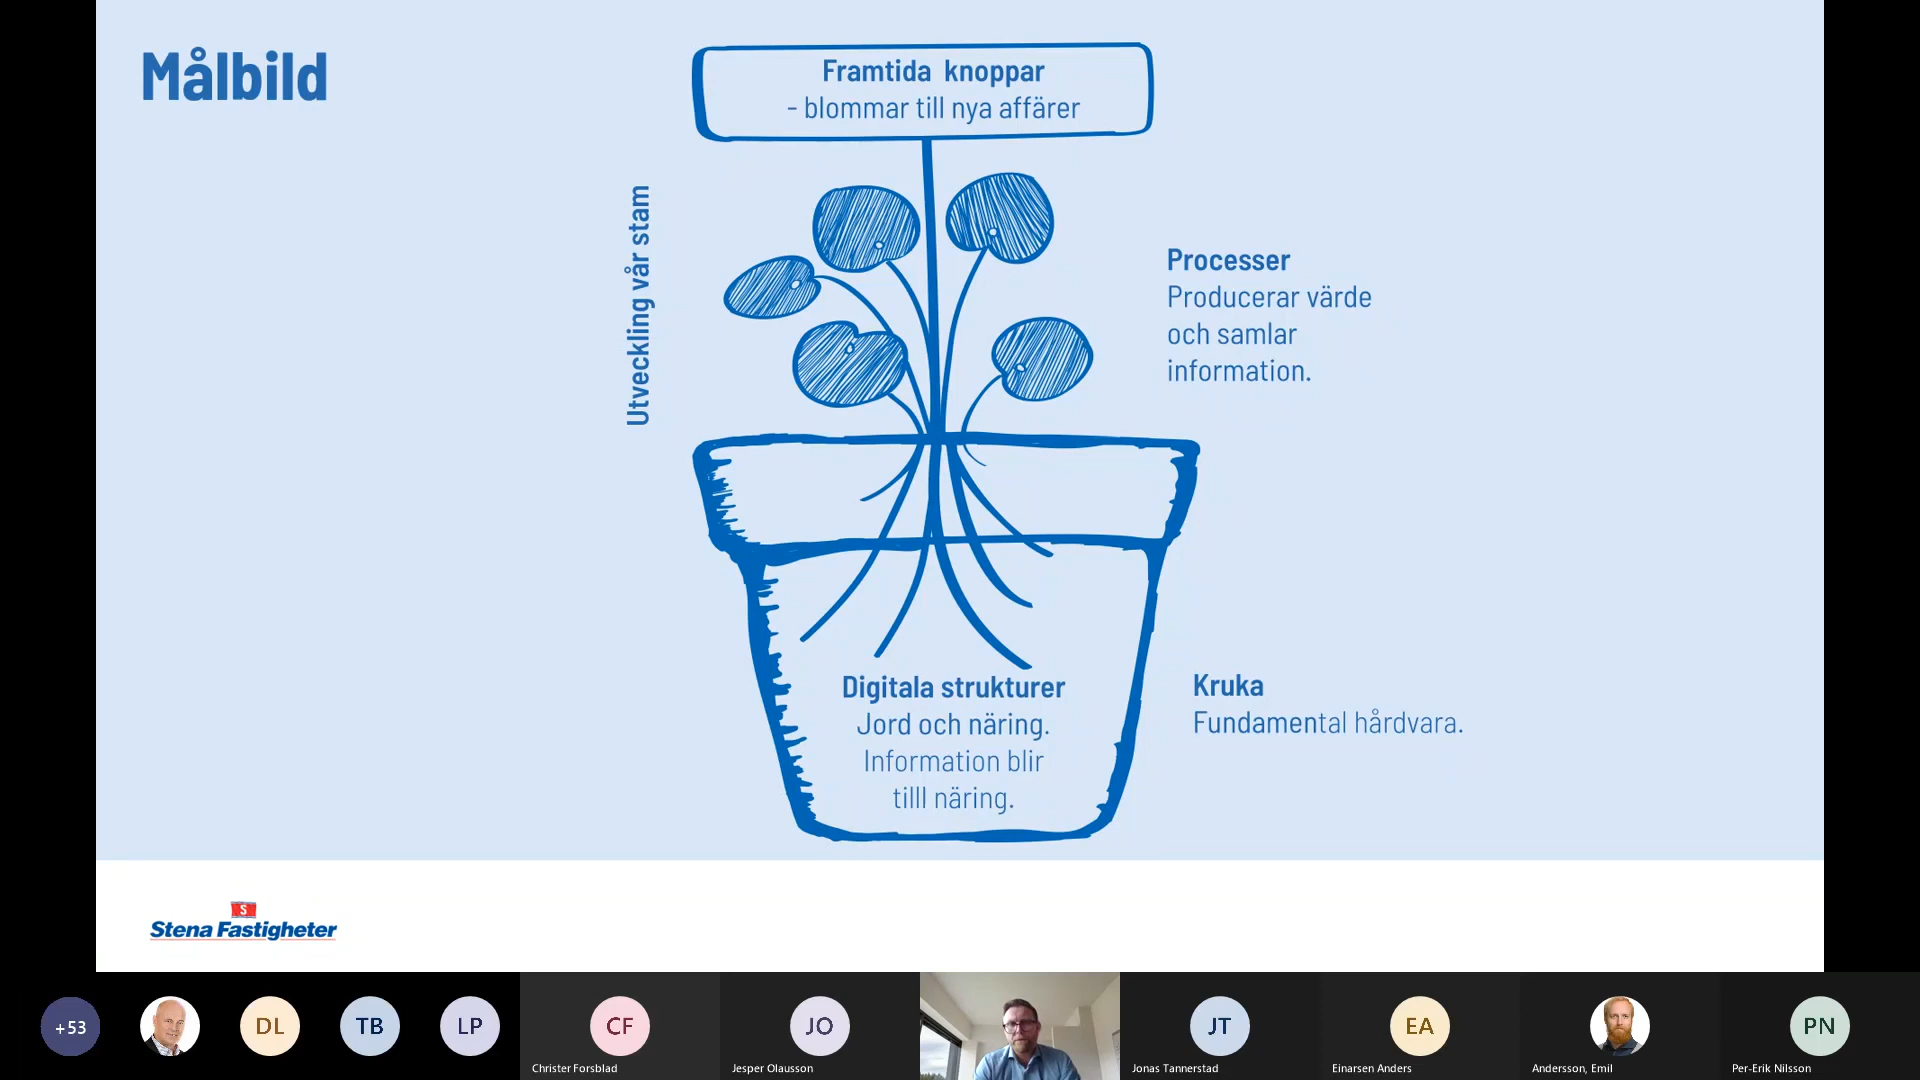 Målbild
Framtida knoppar
- blommar till nya affärer
Utveckling vår stam
Processer
Producerar värde
och samlar
information.
Digitala strukturer
Jord och näring.
Information blir
tilll näring.
Kruka
Fundamental hårdvara.
S
Stena Fastigheter
+53
DL
TB
LP
CF
Christer Forsblad
JO
Jesper Olausson
JT
Jonas Tannerstad
EA
Einarsen Anders
Andersson, Emil
PN
Per-Erik Nilsson